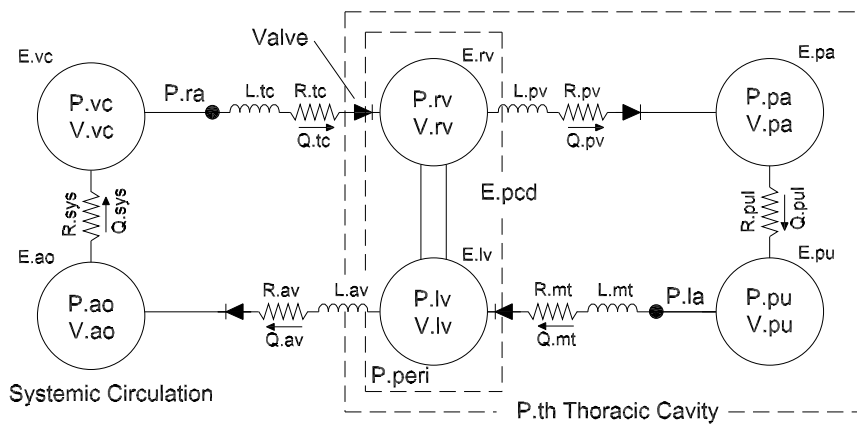 Valve
E.vc
E.rv
E.pa
P.ra
L.tc
R.tc
L.pv
R.pv
P.vc
V.vc
P.rv
V.rv
P.pa
V.pa
Q.tc
Q.pv
R.sys
Q.sys
E.pcd
R.pul
Q.pul
E.ao
E.lv
E.pu
R.av
L.av
R.mt
L.mt
P.la
P.ao
V.ao
P.lv
V.lv
P.pu
V.pu
Q.av
Q.mt
P.peri
Systemic Circulation
P.th Thoracic Cavity